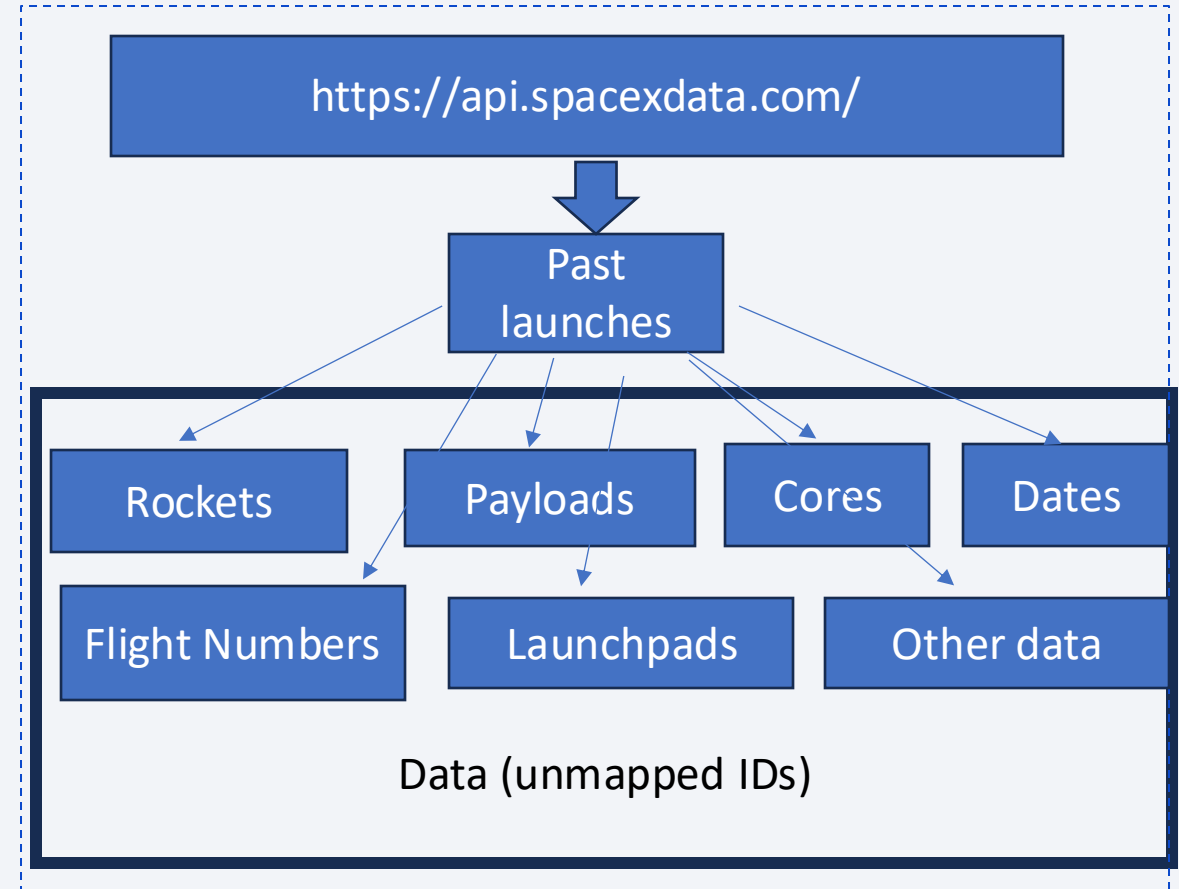 https://api.spacexdata.com/
Past
launches
Rockets
Payloads
Cores
Dates
Flight Numbers
Launchpads
Other data
Data (unmapped IDs)